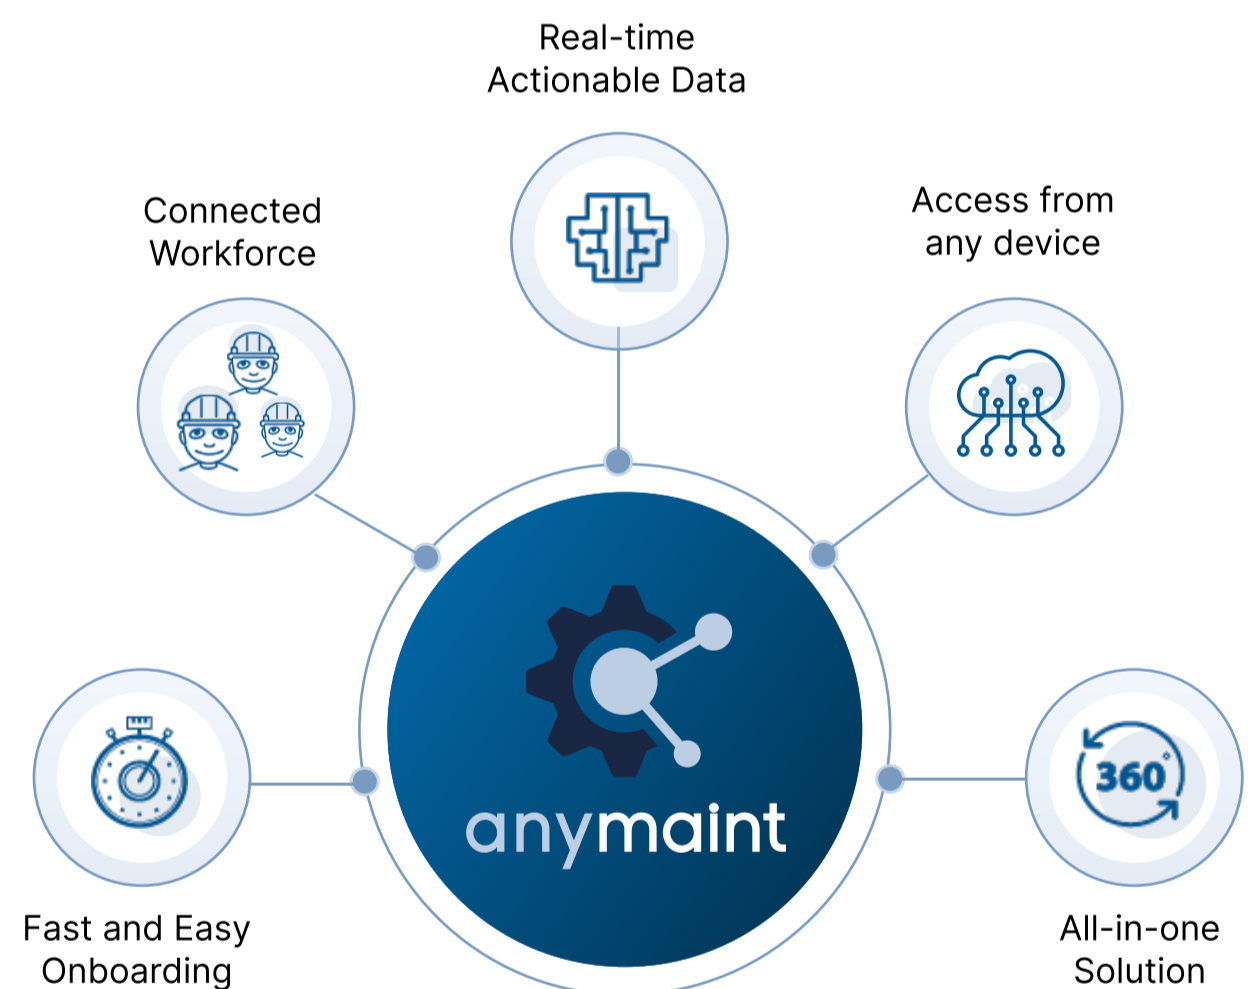 Real-time
Actionable Data
Connected
Workforce
Access from
any device
360°
anymaint
Fast and Easy
Onboarding
All-in-one
Solution